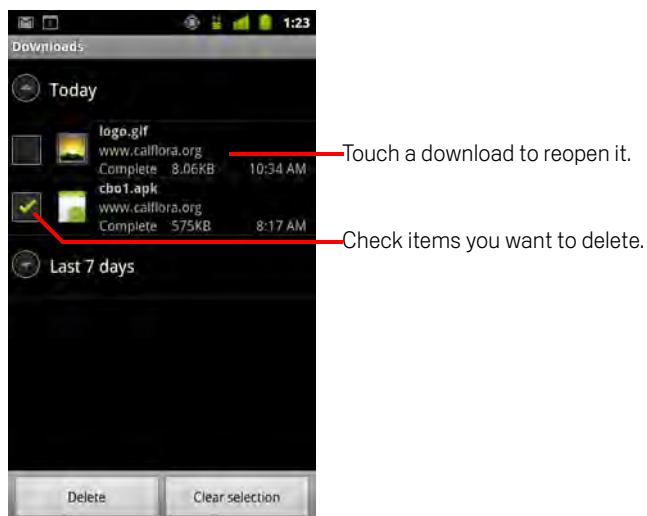 1:23
Downloads
Today
logo.gif
www.calflora.org
Complete 8.06KB 10:34 AM
Touch a download to reopen it.
cbo1.apk
www.calflora.org
Complete 575KB 8:17 AM
Check items you want to delete.
Last 7 days
Delete Clear selection